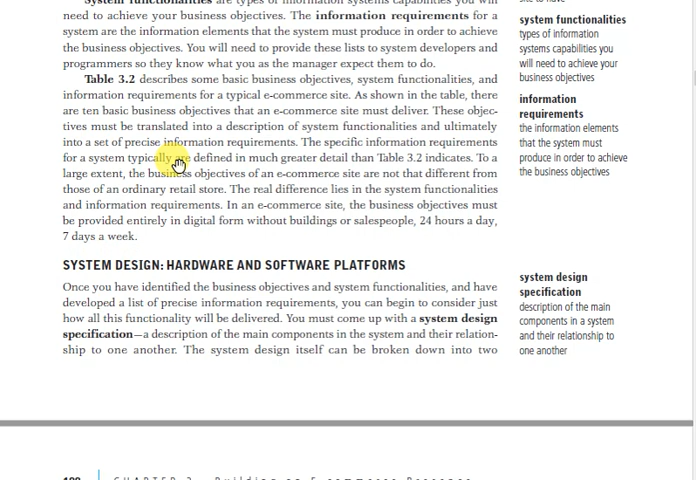 System functionalities are types of information systems capabilities you will
need to achieve your business objectives. The information requirements for a
system are the information elements that the system must produce in order to achieve
the business objectives. You will need to provide these lists to system developers and
programmers so they know what you as the manager expect them to do.
Table 3.2 describes some basic business objectives, system functionalities, and
information requirements for a typical e-commerce site. As shown in the table, there
are ten basic business objectives that an e-commerce site must deliver. These objec-
tives must be translated into a description of system functionalities and ultimately
into a set of precise information requirements. The specific information requirements
for a system typically are defined in much greater detail than Table 3.2 indicates. To a
large extent, the business objectives of an e-commerce site are not that different from
those of an ordinary retail store. The real difference lies in the system functionalities
and information requirements. In an e-commerce site, the business objectives must
be provided entirely in digital form without buildings or salespeople, 24 hours a day,
7 days a week.
SYSTEM DESIGN: HARDWARE AND SOFTWARE PLATFORMS
Once you have identified the business objectives and system functionalities, and have
developed a list of precise information requirements, you can begin to consider just
how all this functionality will be delivered. You must come up with a system design
specification—a description of the main components in the system and their relation-
ship to one another. The system design itself can be broken down into two
site to have
system functionalities
types of information
systems capabilities you
will need to achieve your
business objectives
information
requirements
the information elements
that the system must
produce in order to achieve
the business objectives
system design
specification
description of the main
components in a system
and their relationship to
one another